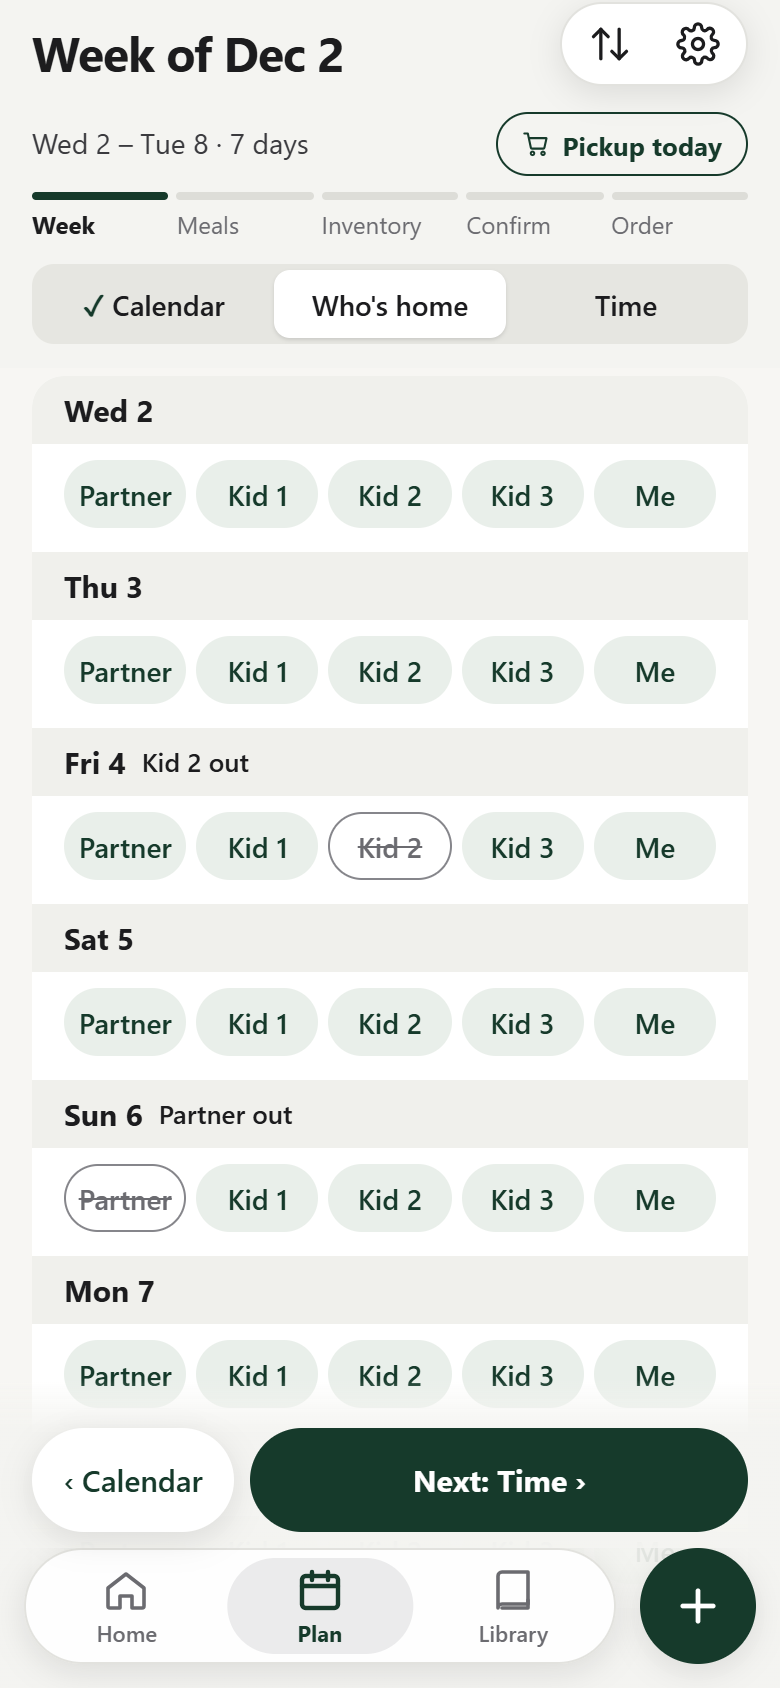 Week of Dec 2
Wed 2 – Tue 8 · 7 days
Pickup today
Week
Meals
Inventory
Confirm
Order
✓ Calendar
Who's home
Time
Wed 2
Partner Kid 1 Kid 2 Kid 3 Me
Thu 3
Partner Kid 1 Kid 2 Kid 3 Me
Fri 4 Kid 2 out
Partner Kid 1 Kid 2 Kid 3 Me
Sat 5
Partner Kid 1 Kid 2 Kid 3 Me
Sun 6 Partner out
Partner Kid 1 Kid 2 Kid 3 Me
Mon 7
Partner Kid 1 Kid 2 Kid 3 Me
‹ Calendar
Next: Time ›
Home
Plan
Library